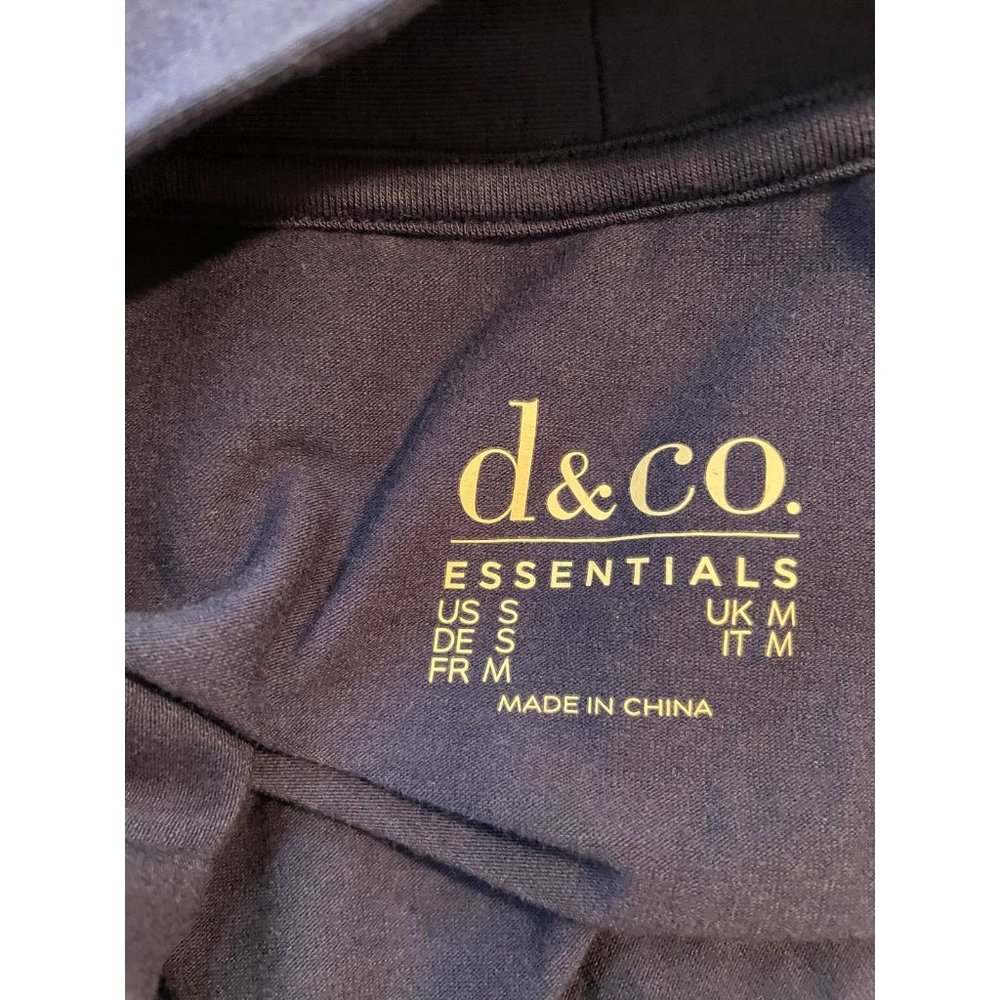 d&co.
ESSENTIALS
US S UK M
DE S IT M
FR M
MADE IN CHINA